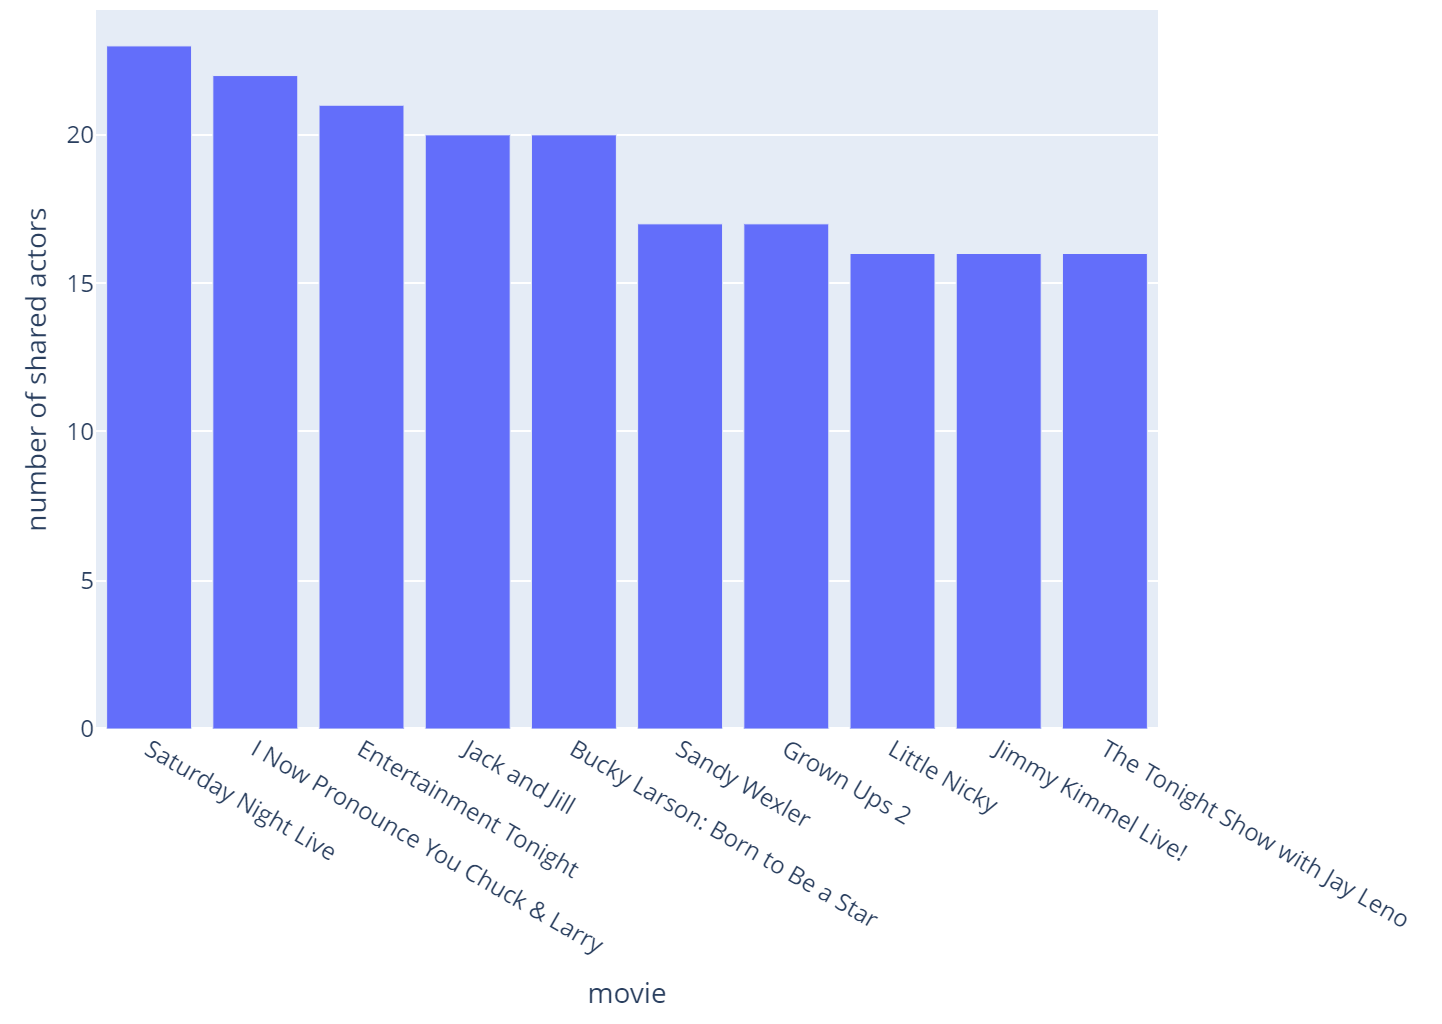 number of shared actors
20
15
10
5
0
Saturday Night Live
I Now Pronounce You Chuck & Larry
Entertainment Tonight
Jack and Jill
Bucky Larson: Born to Be a Star
Sandy Wexler
Grown Ups 2
Little Nicky
Jimmy Kimmel Live!
The Tonight Show with Jay Leno
movie